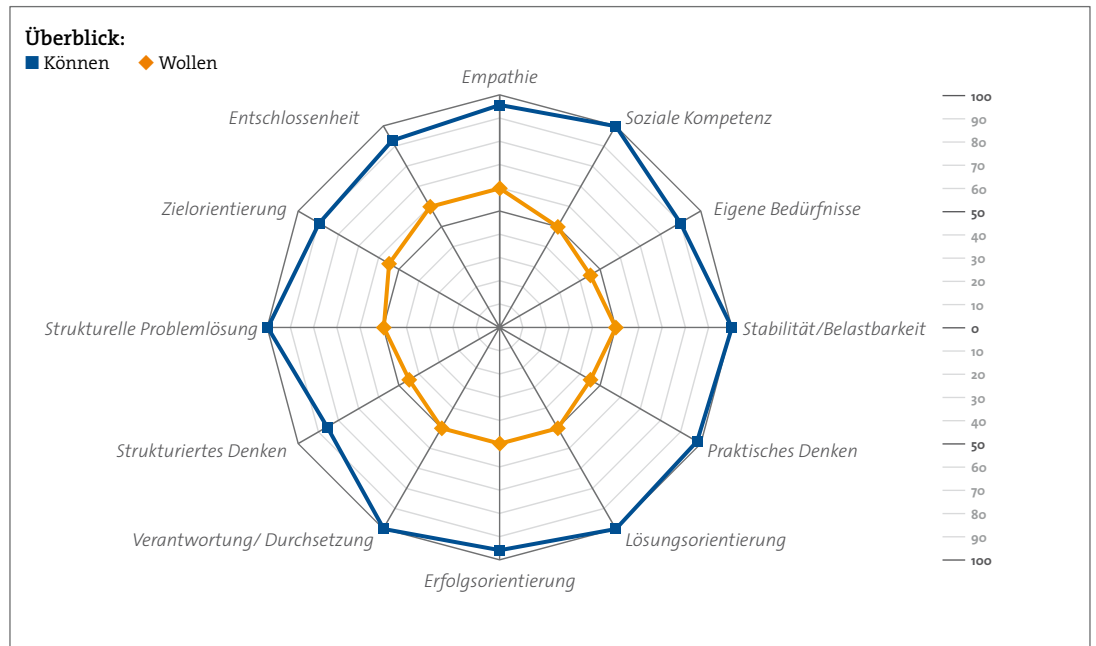 Überblick:
Können Wollen
Empathie
Entschlossenheit
Soziale Kompetenz
Zielorientierung
Eigene Bedürfnisse
Strukturelle Problemlösung
Stabilität/Belastbarkeit
Strukturiertes Denken
Praktisches Denken
Verantwortung/ Durchsetzung
Lösungsorientierung
Erfolgsorientierung
100
90
80
70
60
50
40
30
20
10
0
10
20
30
40
50
60
70
80
90
100